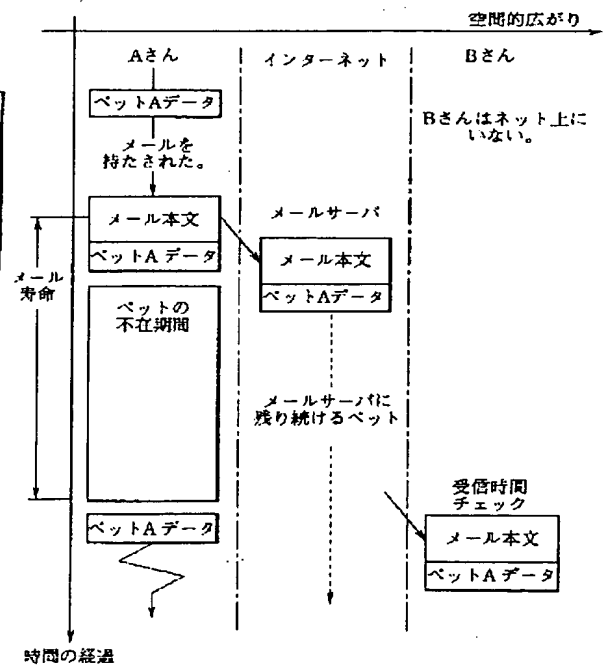 空間的広がり
Aさん
インターネット
Bさん
ペットAデータ
Bさんはネット上に
いない。
メールを
持たされた。
メール本文
ペットAデータ
メールサーバ
メール本文
ペットAデータ
メール
寿命
ペットの
不在期間
メールサーバに
残り続けるペット
受信時間
チェック
ペットAデータ
メール本文
ペットAデータ
時間の経過